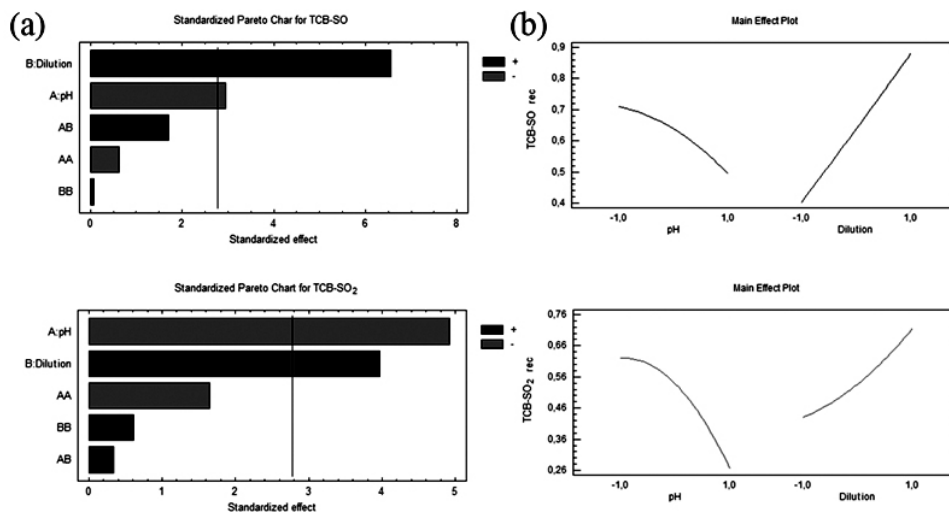 (a)
Standardized Pareto Char for TCB-SO
B:Dilution
A:pH
AB
AA
BB
0 2 4 6 8
Standardized effect
+
-
(b)
Main Effect Plot
TCB-SO rec
0,9
0,8
0,7
0,6
0,5
0,4
-1,0 1,0 -1,0 1,0
pH Dilution
Standardized Pareto Chart for TCB-SO₂
A:pH
B:Dilution
AA
BB
AB
0 1 2 3 4 5
Standardized effect
+
-
Main Effect Plot
TCB-SO₂ rec
0,76
0,66
0,56
0,46
0,36
0,26
-1,0 1,0 -1,0 1,0
pH Dilution